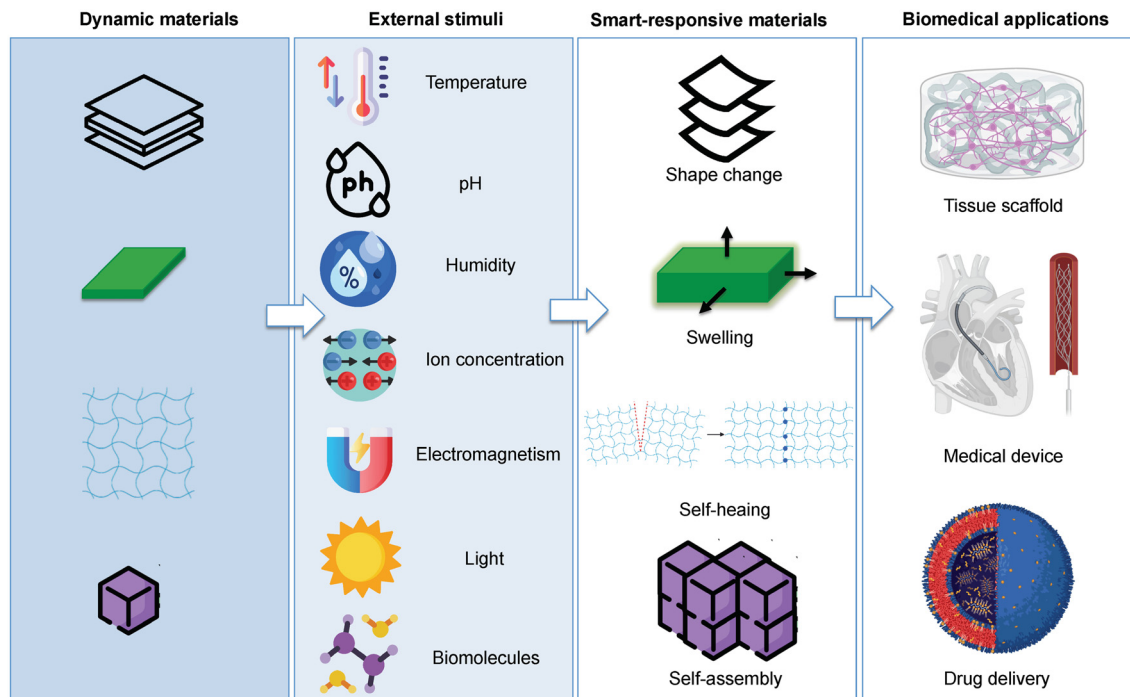 Dynamic materials
External stimuli
Temperature
ph
pH
%
Humidity
Ion concentration
Electromagnetism
Light
Biomolecules
Smart-responsive materials
Shape change
Swelling
Self-heaing
Self-assembly
Biomedical applications
Tissue scaffold
Medical device
Drug delivery